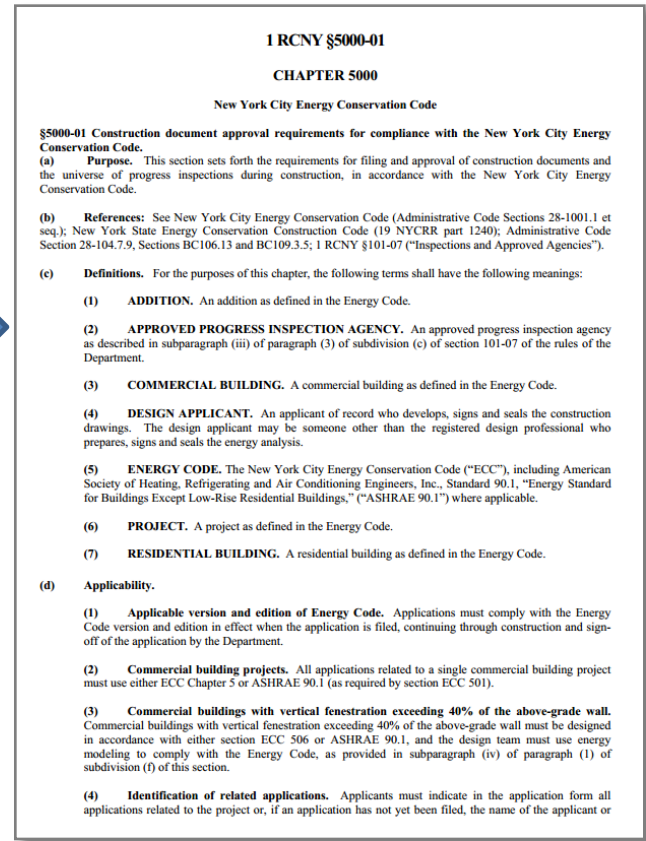 1 RCNY §5000-01
CHAPTER 5000
New York City Energy Conservation Code
§5000-01 Construction document approval requirements for compliance with the New York City Energy
Conservation Code.
(a) Purpose. This section sets forth the requirements for filing and approval of construction documents and
the universe of progress inspections during construction, in accordance with the New York City Energy
Conservation Code.
(b) References: See New York City Energy Conservation Code (Administrative Code Sections 28-1001.1 et
seq.); New York State Energy Conservation Construction Code (19 NYCRR part 1240); Administrative Code
Section 28-104.7.9, Sections BC106.13 and BC109.3.5; 1 RCNY §101-07 (“Inspections and Approved Agencies”).
(c) Definitions. For the purposes of this chapter, the following terms shall have the following meanings:
(1) ADDITION. An addition as defined in the Energy Code.
(2) APPROVED PROGRESS INSPECTION AGENCY. An approved progress inspection agency
as described in subparagraph (iii) of paragraph (3) of subdivision (c) of section 101-07 of the rules of the
Department.
(3) COMMERCIAL BUILDING. A commercial building as defined in the Energy Code.
(4) DESIGN APPLICANT. An applicant of record who develops, signs and seals the construction
drawings. The design applicant may be someone other than the registered design professional who
prepares, signs and seals the energy analysis.
(5) ENERGY CODE. The New York City Energy Conservation Code (“ECC”), including American
Society of Heating, Refrigerating and Air Conditioning Engineers, Inc., Standard 90.1, “Energy Standard
for Buildings Except Low-Rise Residential Buildings,” (“ASHRAE 90.1”) where applicable.
(6) PROJECT. A project as defined in the Energy Code.
(7) RESIDENTIAL BUILDING. A residential building as defined in the Energy Code.
(d) Applicability.
(1) Applicable version and edition of Energy Code. Applications must comply with the Energy
Code version and edition in effect when the application is filed, continuing through construction and sign-
off of the application by the Department.
(2) Commercial building projects. All applications related to a single commercial building project
must use either ECC Chapter 5 or ASHRAE 90.1 (as required by section ECC 501).
(3) Commercial buildings with vertical fenestration exceeding 40% of the above-grade wall.
Commercial buildings with vertical fenestration exceeding 40% of the above-grade wall must be designed
in accordance with either section ECC 506 or ASHRAE 90.1, and the design team must use energy
modeling to comply with the Energy Code, as provided in subparagraph (iv) of paragraph (1) of
subdivision (f) of this section.
(4) Identification of related applications. Applicants must indicate in the application form all
applications related to the project or, if an application has not yet been filed, the name of the applicant or